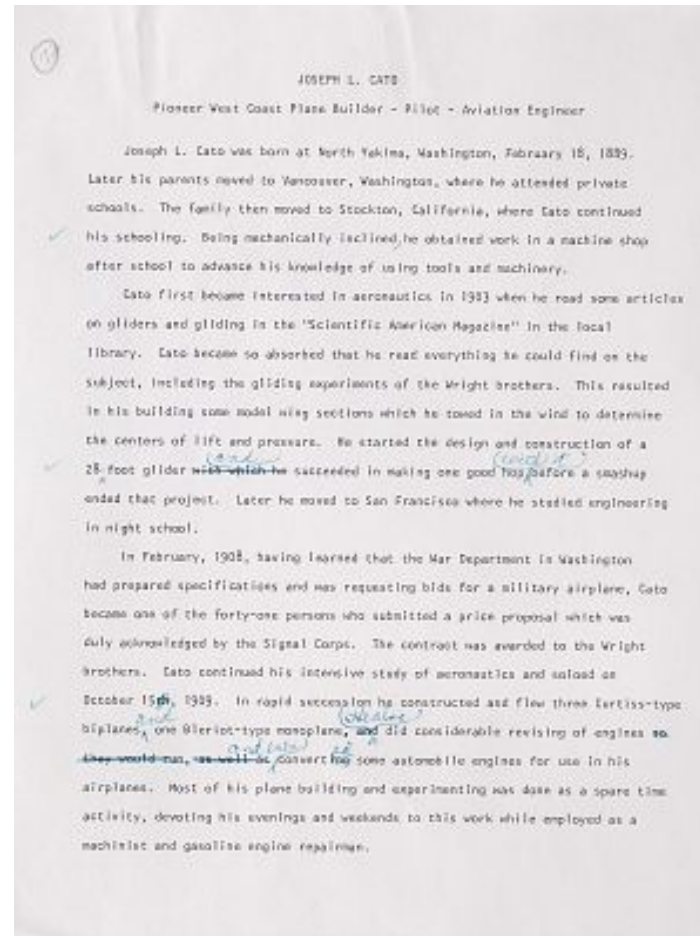 JOSEPH L. CATO
Pioneer West Coast Plane Builder - Pilot - Aviation Engineer
Joseph L. Cato was born at North Yakima, Washington, February 18, 1889.
Later his parents moved to Vancouver, Washington, where he attended private
schools. The family then moved to Stockton, California, where Cato continued
his schooling. Being mechanically inclined, he obtained work in a machine shop
after school to advance his knowledge of using tools and machinery.
Cato first became interested in aeronautics in 1903 when he read some articles
on gliders and gliding in the "Scientific American Magazine" in the local
library. Cato became so absorbed that he read everything he could find on the
subject, including the gliding experiments of the Wright brothers. This resulted
in his building some model wing sections which he towed in the wind to determine
the centers of lift and pressure. He started the design and construction of a
and
28 foot glider with which he succeeded in making one good hop before a smashup
ended that project. Later he moved to San Francisco where he studied engineering
in night school.
In February, 1908, having learned that the War Department in Washington
had prepared specifications and was requesting bids for a military airplane, Cato
became one of the forty-one persons who submitted a price proposal which was
duly acknowledged by the Signal Corps. The contract was awarded to the Wright
brothers. Cato continued his intensive study of aeronautics and soloed on
October 15th, 1909. In rapid succession he constructed and flew three Curtiss-type
and
biplanes, one Bleriot-type monoplane, and did considerable revising of engines so
they would run, as well as converting some automobile engines for use in his
airplanes. Most of his plane building and experimenting was done as a spare time
activity, devoting his evenings and weekends to this work while employed as a
machinist and gasoline engine repairman.